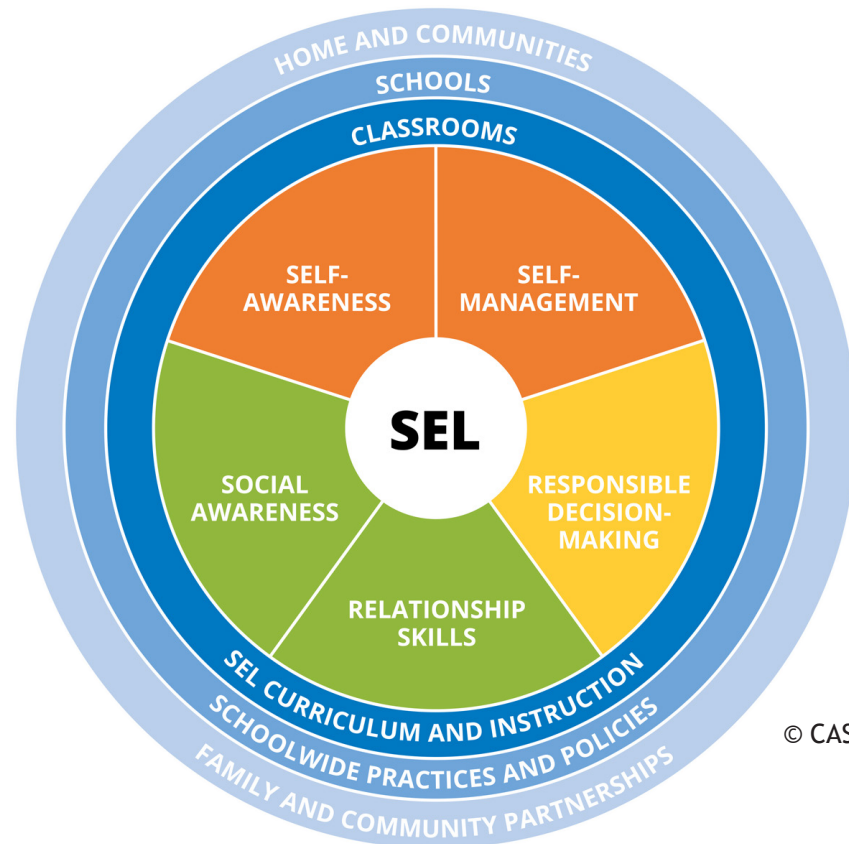 HOME AND COMMUNITIES
SCHOOLS
CLASSROOMS
SELF-
AWARENESS
SELF-
MANAGEMENT
SEL
SOCIAL
AWARENESS
RESPONSIBLE
DECISION-
MAKING
RELATIONSHIP
SKILLS
SEL CURRICULUM AND INSTRUCTION
SCHOOLWIDE PRACTICES AND POLICIES
FAMILY AND COMMUNITY PARTNERSHIPS
© CAS